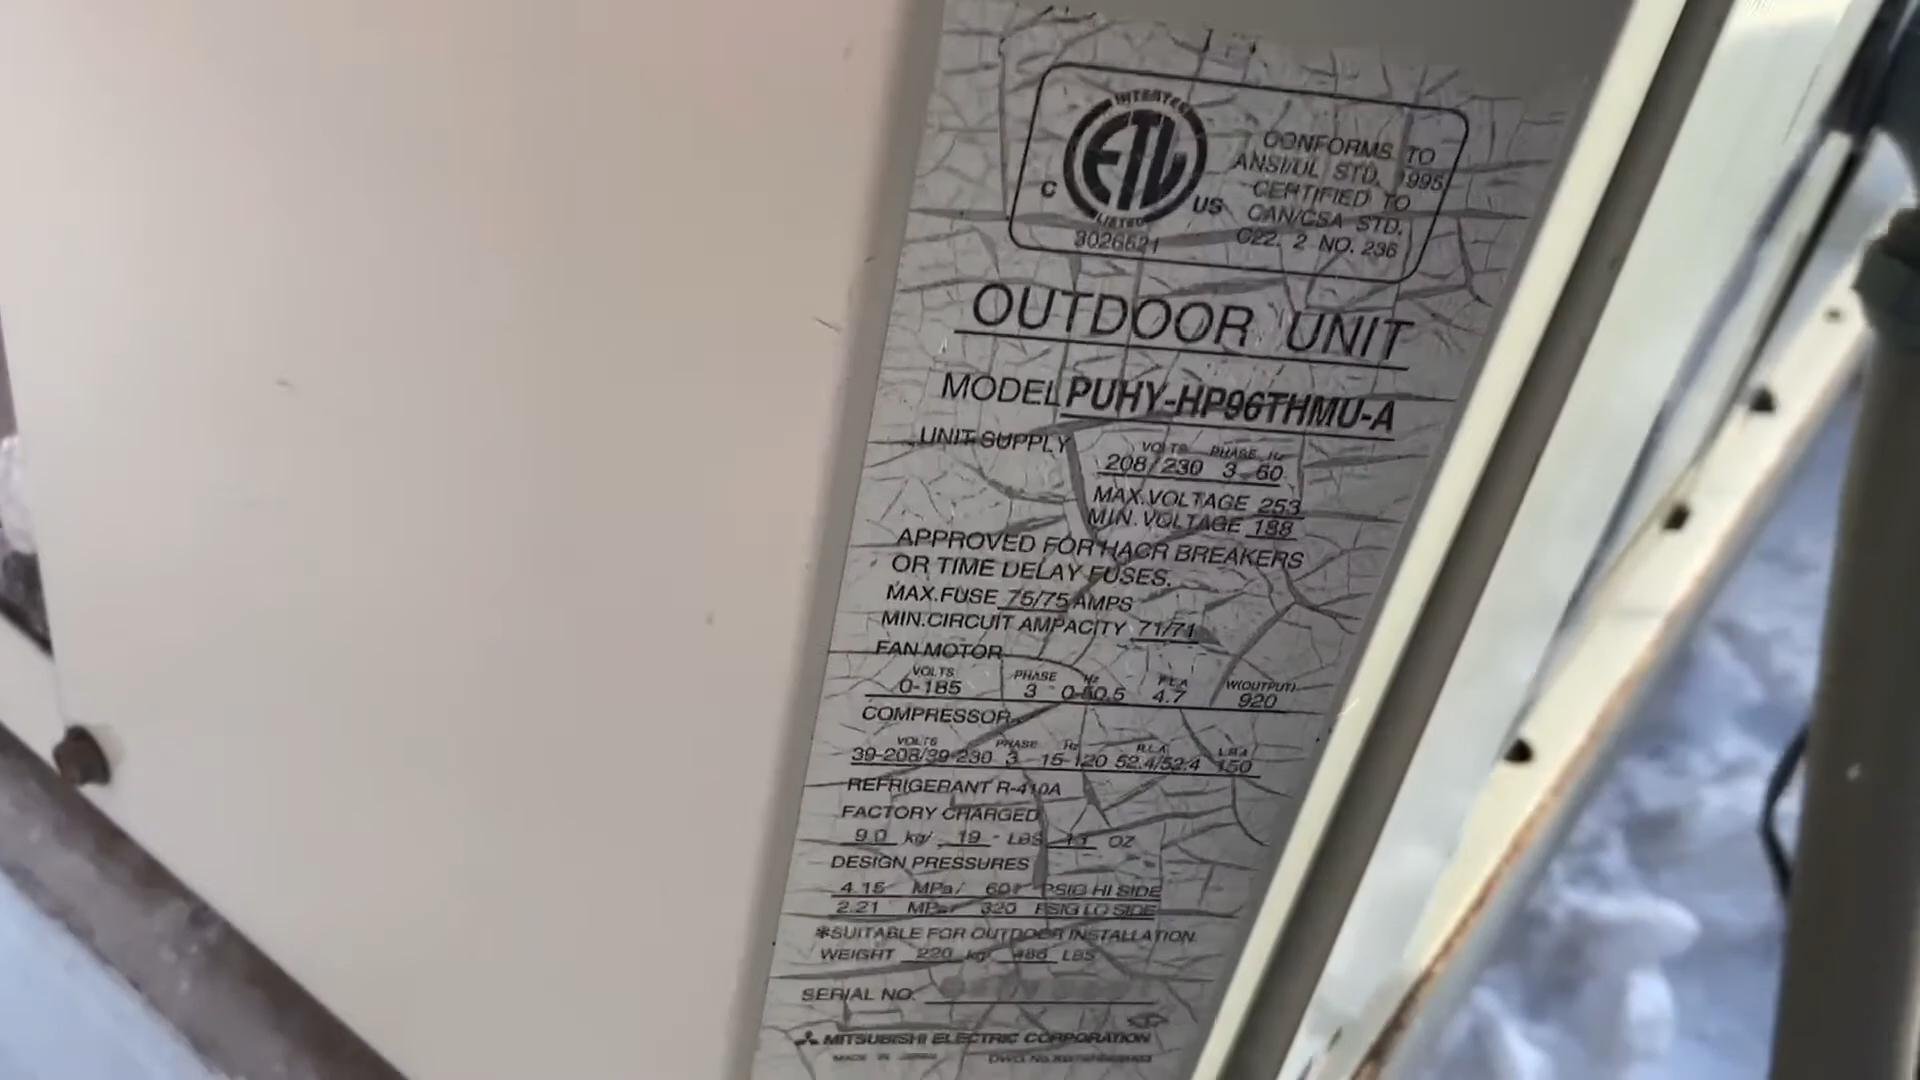 INTERTEK
ETL
C
US
LISTED
3026521
CONFORMS TO
ANSI/UL STD. 1995
CERTIFIED TO
CAN/CSA STD.
C22. 2 NO. 236
OUTDOOR UNIT
MODEL PUHY-HP96THMU-A
UNIT SUPPLY
VOLTS PHASE Hz
208/230 3 60
MAX.VOLTAGE 253
MIN. VOLTAGE 188
APPROVED FOR HACR BREAKERS
OR TIME DELAY FUSES.
MAX.FUSE 75/75 AMPS
MIN.CIRCUIT AMPACITY 71/71
FAN MOTOR
VOLTS PHASE Hz F.L.A W(OUTPUT)
0-185 3 0-50.5 4.7 920
COMPRESSOR
VOLTS PHASE Hz R.L.A L.R.A
39-208/39-230 3 15-120 52.4/52.4 150
REFRIGERANT R-410A
FACTORY CHARGED
9.0 kg/ 19 - LBS OZ
DESIGN PRESSURES
4.15 MPa/ 601 PSIG HI SIDE
2.21 MPa/ 320 PSIG LO SIDE
*SUITABLE FOR OUTDOOR INSTALLATION.
WEIGHT 220 kg/ 486 LBS
SERIAL NO.
MITSUBISHI ELECTRIC CORPORATION
MADE IN JAPAN
DWG.No.